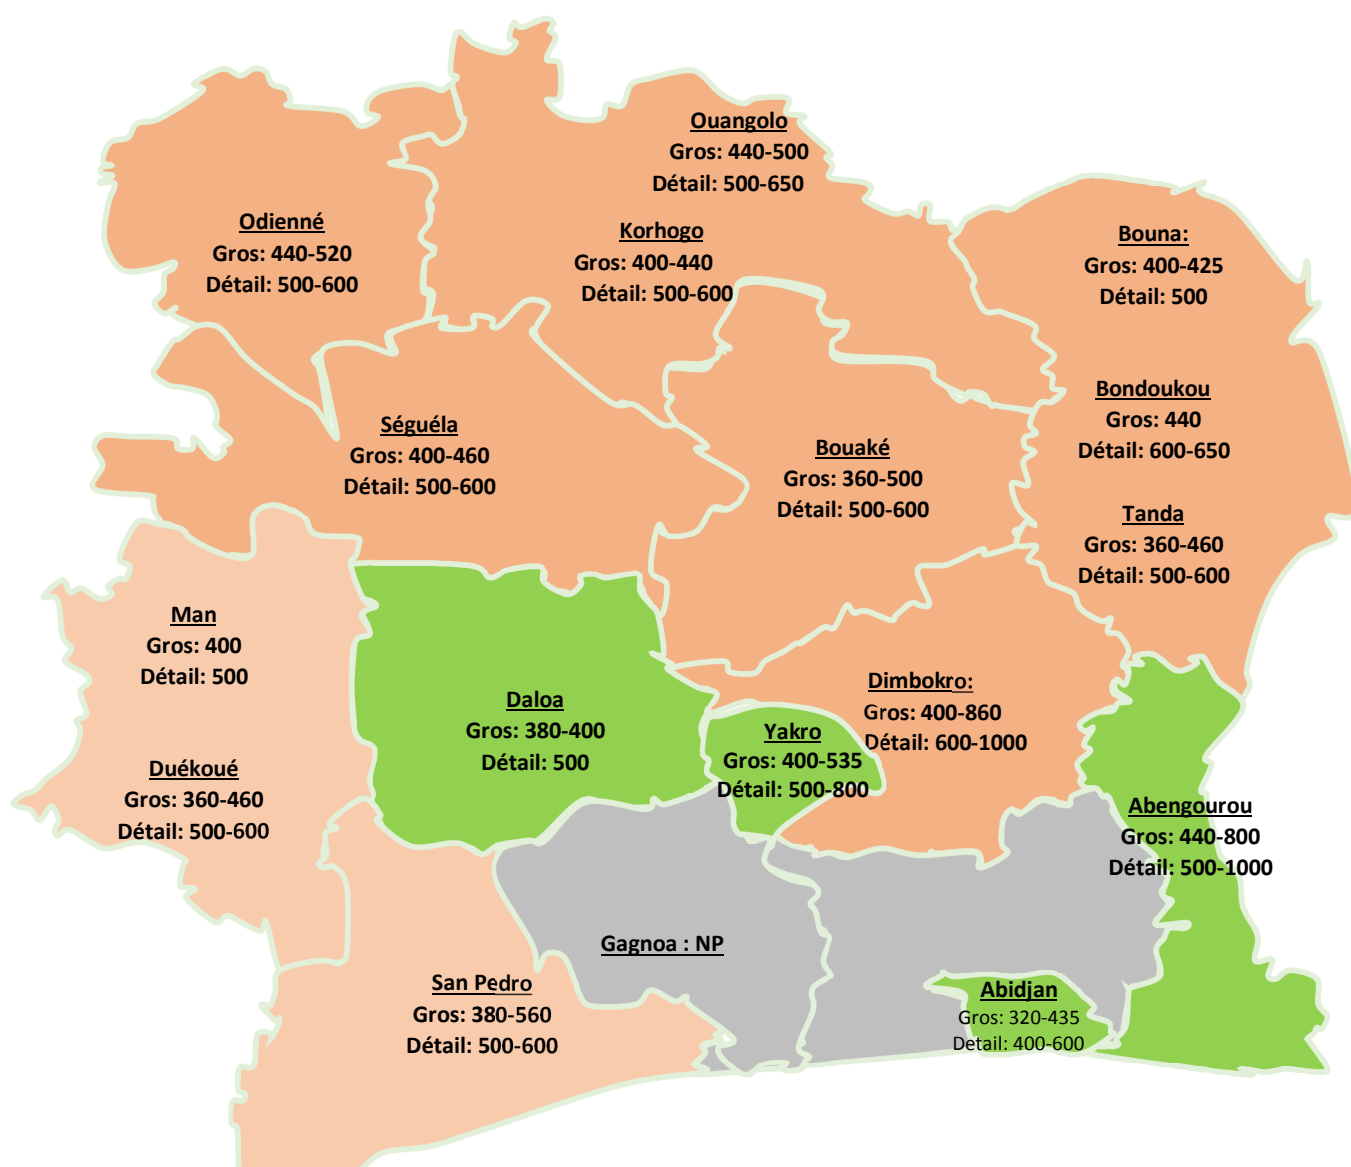 Ouangolo
Gros: 440-500
Détail: 500-650
Odienné
Gros: 440-520
Détail: 500-600
Korhogo
Gros: 400-440
Détail: 500-600
Bouna:
Gros: 400-425
Détail: 500
Bondoukou
Gros: 440
Détail: 600-650
Séguéla
Gros: 400-460
Détail: 500-600
Bouaké
Gros: 360-500
Détail: 500-600
Tanda
Gros: 360-460
Détail: 500-600
Man
Gros: 400
Détail: 500
Daloa
Gros: 380-400
Détail: 500
Dimbokro:
Gros: 400-860
Détail: 600-1000
Yakro
Gros: 400-535
Détail: 500-800
Duékoué
Gros: 360-460
Détail: 500-600
Abengourou
Gros: 440-800
Détail: 500-1000
Gagnoa : NP
San Pedro
Gros: 380-560
Détail: 500-600
Abidjan
Gros: 320-435
Detail: 400-600